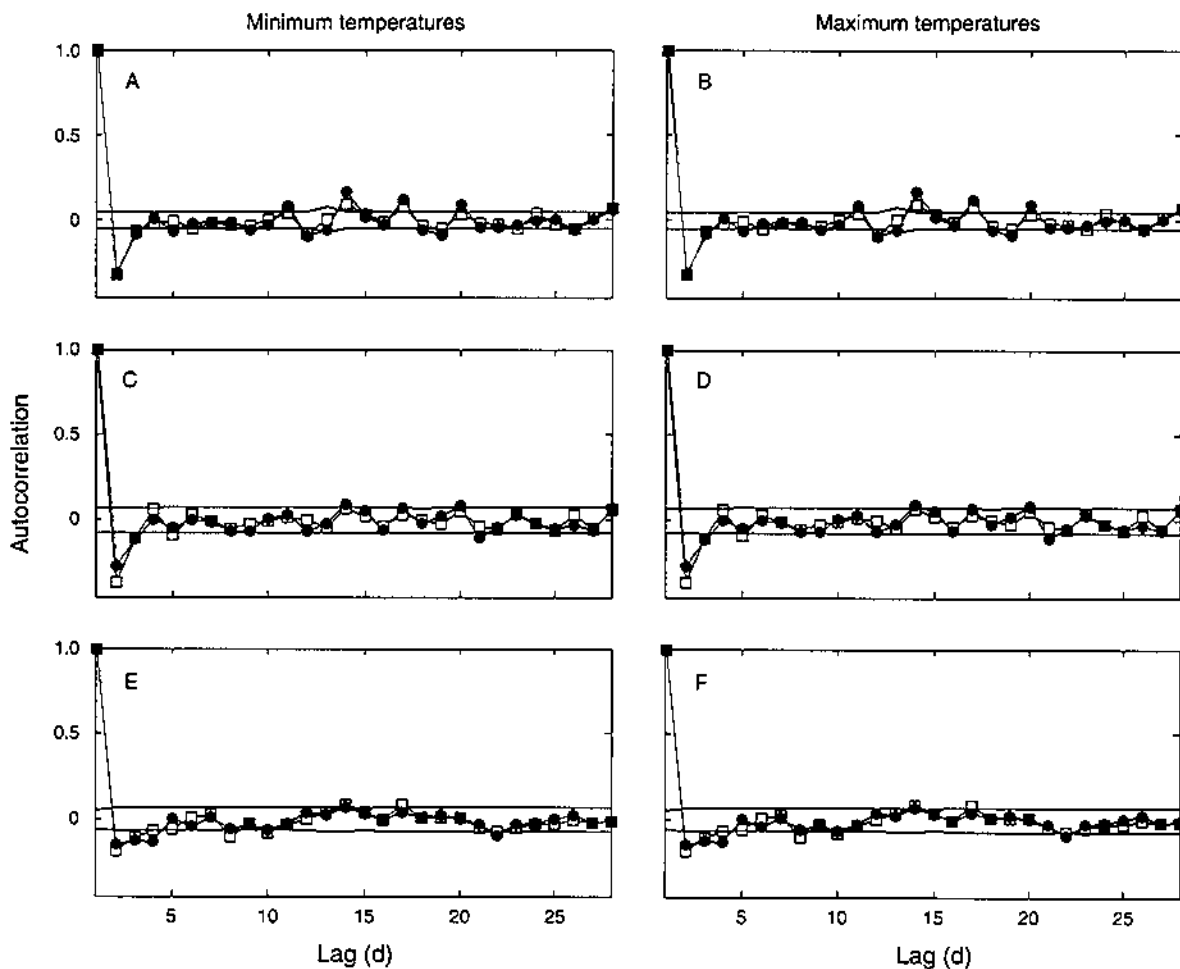 Minimum temperatures
Maximum temperatures
1.0
0.5
0
A
B
1.0
0.5
0
C
D
1.0
0.5
0
E
F
Autocorrelation
5 10 15 20 25
5 10 15 20 25
Lag (d)
Lag (d)